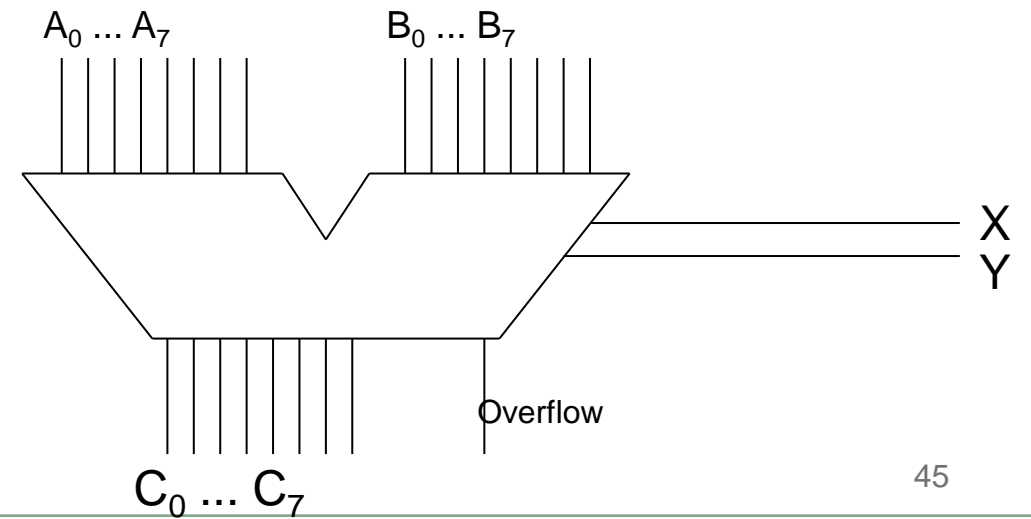 A₀ ... A₇ B₀ ... B₇
X
Y
Overflow
45
C₀ ... C₇